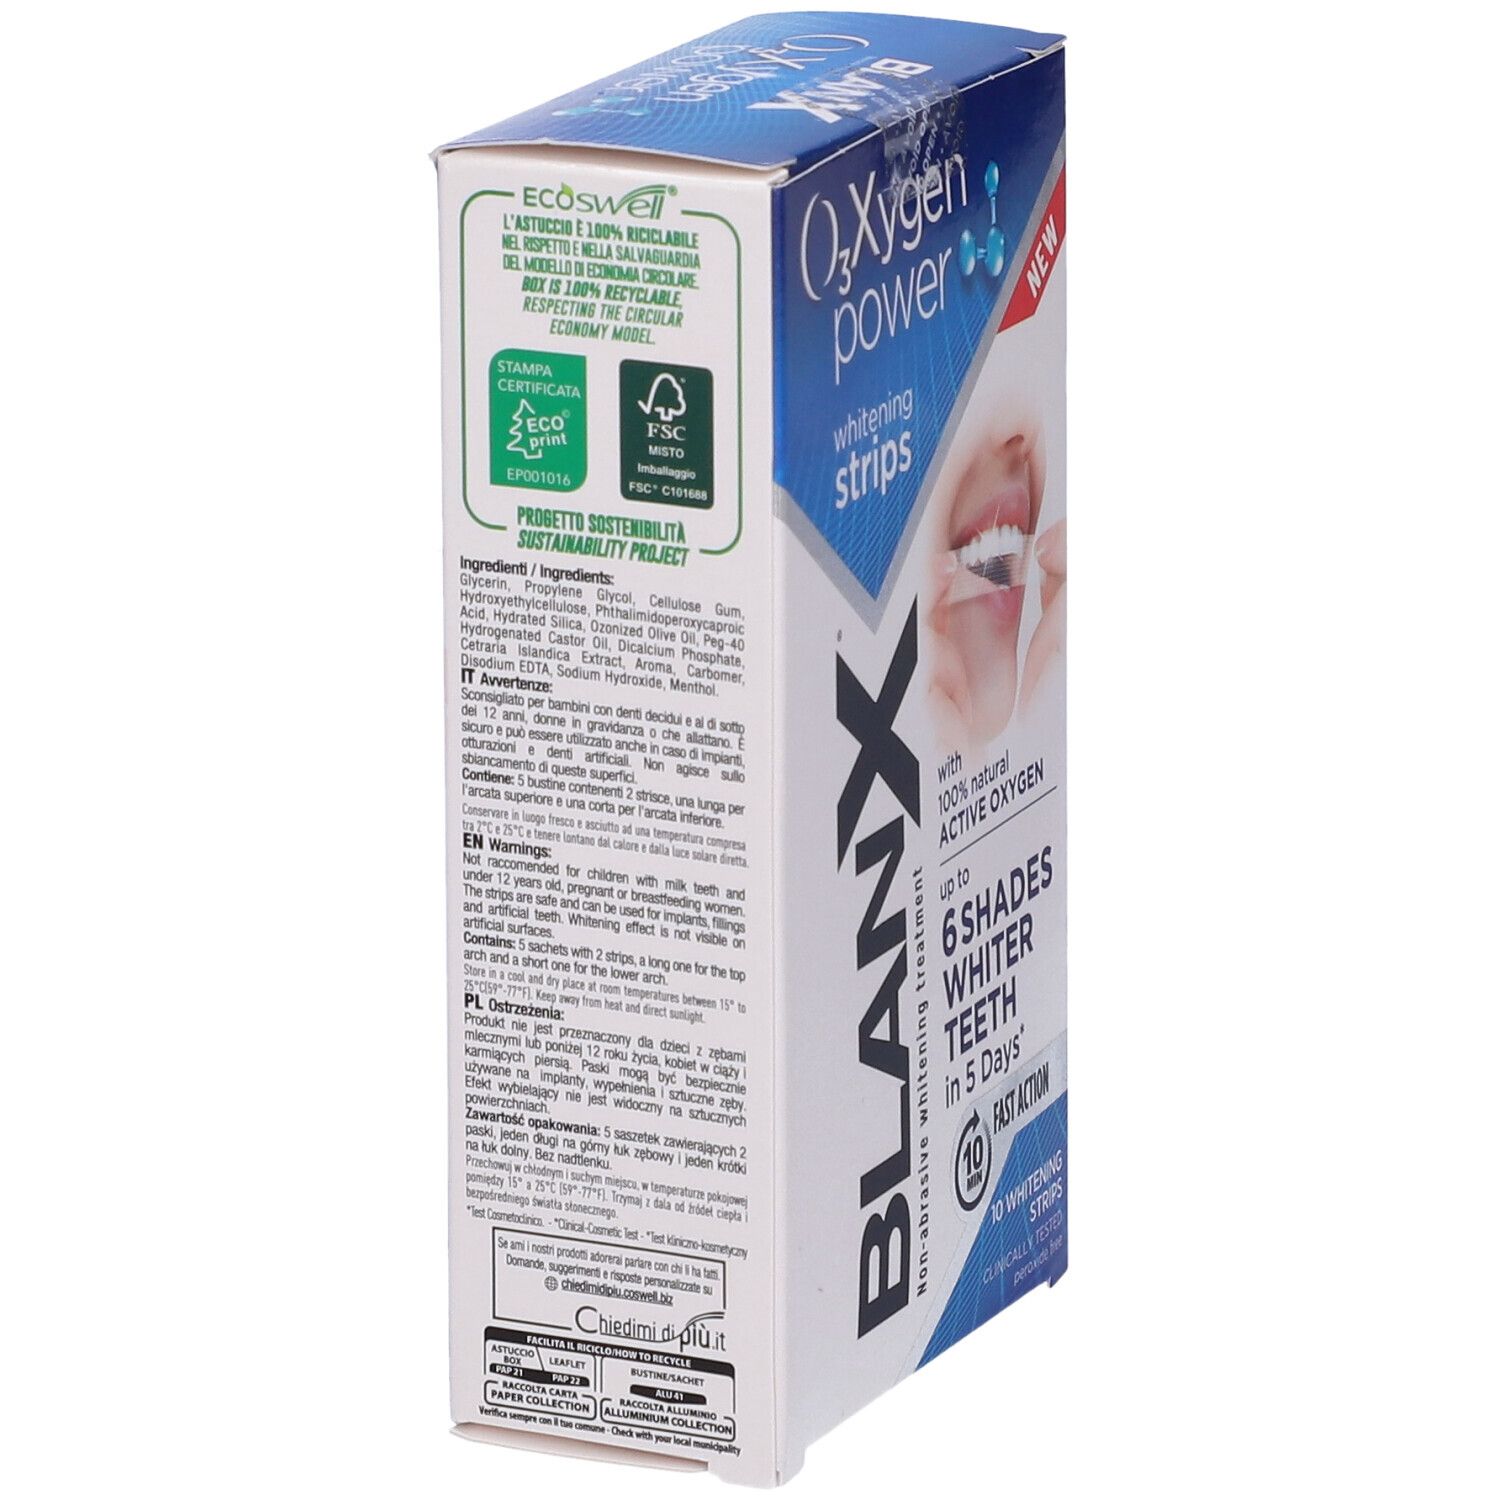 O₃Xygen
power
BLANX
ECOSWell®
L'ASTUCCIO È 100% RICICLABILE
NEL RISPETTO E NELLA SALVAGUARDIA
DEL MODELLO DI ECONOMIA CIRCOLARE.
BOX IS 100% RECYCLABLE,
RESPECTING THE CIRCULAR
ECONOMY MODEL.
STAMPA
CERTIFICATA
ECO©
print
EP001016
FSC
MISTO
Imballaggio
FSC® C101688
PROGETTO SOSTENIBILITÀ
SUSTAINABILITY PROJECT
Ingredienti / Ingredients:
Glycerin, Propylene Glycol, Cellulose Gum,
Hydroxyethylcellulose, Phthalimidoperoxycaproic
Acid, Hydrated Silica, Ozonized Olive Oil, Peg-40
Hydrogenated Castor Oil, Dicalcium Phosphate,
Cetraria Islandica Extract, Aroma, Carbomer,
Disodium EDTA, Sodium Hydroxide, Menthol.
IT Avvertenze:
Sconsigliato per bambini con denti decidui e al di sotto
dei 12 anni, donne in gravidanza o che allattano. È
sicuro e può essere utilizzato anche in caso di impianti,
otturazioni e denti artificiali. Non agisce sullo
sbiancamento di queste superfici.
Contiene: 5 bustine contenenti 2 strisce, una lunga per
l'arcata superiore e una corta per l'arcata inferiore.
Conservare in luogo fresco e asciutto ad una temperatura compresa
tra 2°C e 25°C e tenere lontano dal calore e dalla luce solare diretta.
EN Warnings:
Not raccomended for children with milk teeth and
under 12 years old, pregnant or breastfeeding women.
The strips are safe and can be used for implants, fillings
and artificial teeth. Whitening effect is not visible on
artificial surfaces.
Contains: 5 sachets with 2 strips, a long one for the top
arch and a short one for the lower arch.
Store in a cool and dry place at room temperatures between 15° to
25°C(59°-77°F). Keep away from heat and direct sunlight.
PL Ostrzeżenia:
Produkt nie jest przeznaczony dla dzieci z zębami
mlecznymi lub poniżej 12 roku życia, kobiet w ciąży i
karmiących piersią. Paski mogą być bezpiecznie
używane na implanty, wypełnienia i sztuczne zęby.
Efekt wybielający nie jest widoczny na sztucznych
powierzchniach.
Zawartość opakowania: 5 saszetek zawierających 2
paski, jeden długi na górny łuk zębowy i jeden krótki
na łuk dolny. Bez nadtlenku.
Przechowuj w chłodnym i suchym miejscu, w temperaturze pokojowej
pomiędzy 15° a 25°C (59°-77°F). Trzymaj z dala od źródeł ciepła i
bezpośredniego światła słonecznego.
*Test Cosmetoclinico. - *Clinical-Cosmetic Test - *Test kliniczno-kosmetyczny
Se ami i nostri prodotti adorerai parlare con chi li ha fatti.
Domande, suggerimenti e risposte personalizzate su
chiedimidipiu.coswell.biz
Chiedimi di più.it
FACILITA IL RICICLO/HOW TO RECYCLE
ASTUCCIO
BOX
PAP 21
LEAFLET
PAP 22
RACCOLTA CARTA
PAPER COLLECTION
BUSTINE/SACHET
ALU 41
RACCOLTA ALLUMINIO
ALLUMINIUM COLLECTION
Verifica sempre con il tuo comune - Check with your local municipality
O₃Xygen
power
NEW
whitening
strips
BLANX®
Non-abrasive whitening treatment
with
100% natural
ACTIVE OXYGEN
up to
6 SHADES
WHITER
TEETH
in 5 Days*
10
MIN
FAST ACTION
10 WHITENING
STRIPS
CLINICALLY TESTED
peroxide free